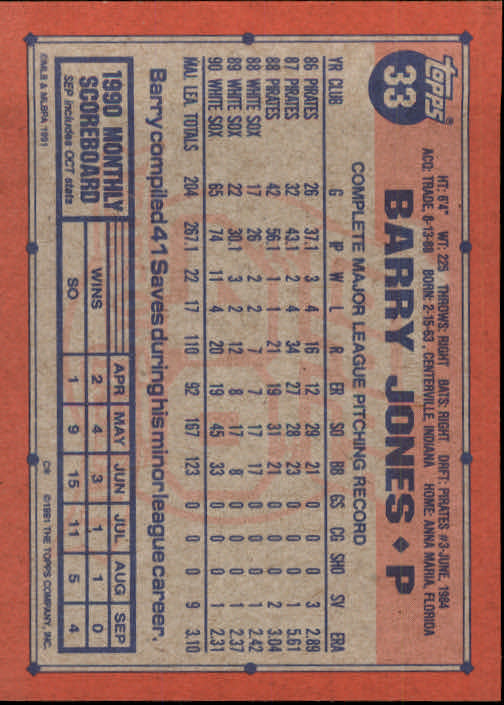 TOPPS®
33
BARRY JONES ◆ P
HT: 6'4" WT: 225 THROWS: RIGHT BATS: RIGHT DRFT: PIRATES #3-JUNE, 1984
ACQ: TRADE 8-13-88 BORN: 2-15-63, CENTERVILLE, INDIANA HOME: ANNA MARIA, FLORIDA
COMPLETE MAJOR LEAGUE PITCHING RECORD
YR CLUB G IP W L R ER SO BB GS CG SHO SV ERA
86 PIRATES 26 37.1 3 4 16 12 29 21 0 0 0 3 2.89
87 PIRATES 32 43.1 2 4 34 27 28 23 0 0 0 1 5.61
88 PIRATES 42 56.1 1 1 21 19 31 21 0 0 0 2 3.04
88 WHITE SOX 17 26 2 2 7 7 17 17 0 0 0 1 2.42
89 WHITE SOX 22 30.1 3 2 12 8 17 8 0 0 0 1 2.37
90 WHITE SOX 65 74 11 4 20 19 45 33 0 0 0 1 2.31
MAJ. LEA. TOTALS 204 267.1 22 17 110 92 167 123 0 0 0 9 3.10
Barry compiled 41 Saves during his minor league career.
1990 MONTHLY SCOREBOARD
SEP includes OCT stats
APR MAY JUN JUL AUG SEP
WINS 2 4 3 1 1 0
SO 1 9 15 11 5 4
©MLB & MLBPA 1991
C® ©1991 THE TOPPS COMPANY, INC.